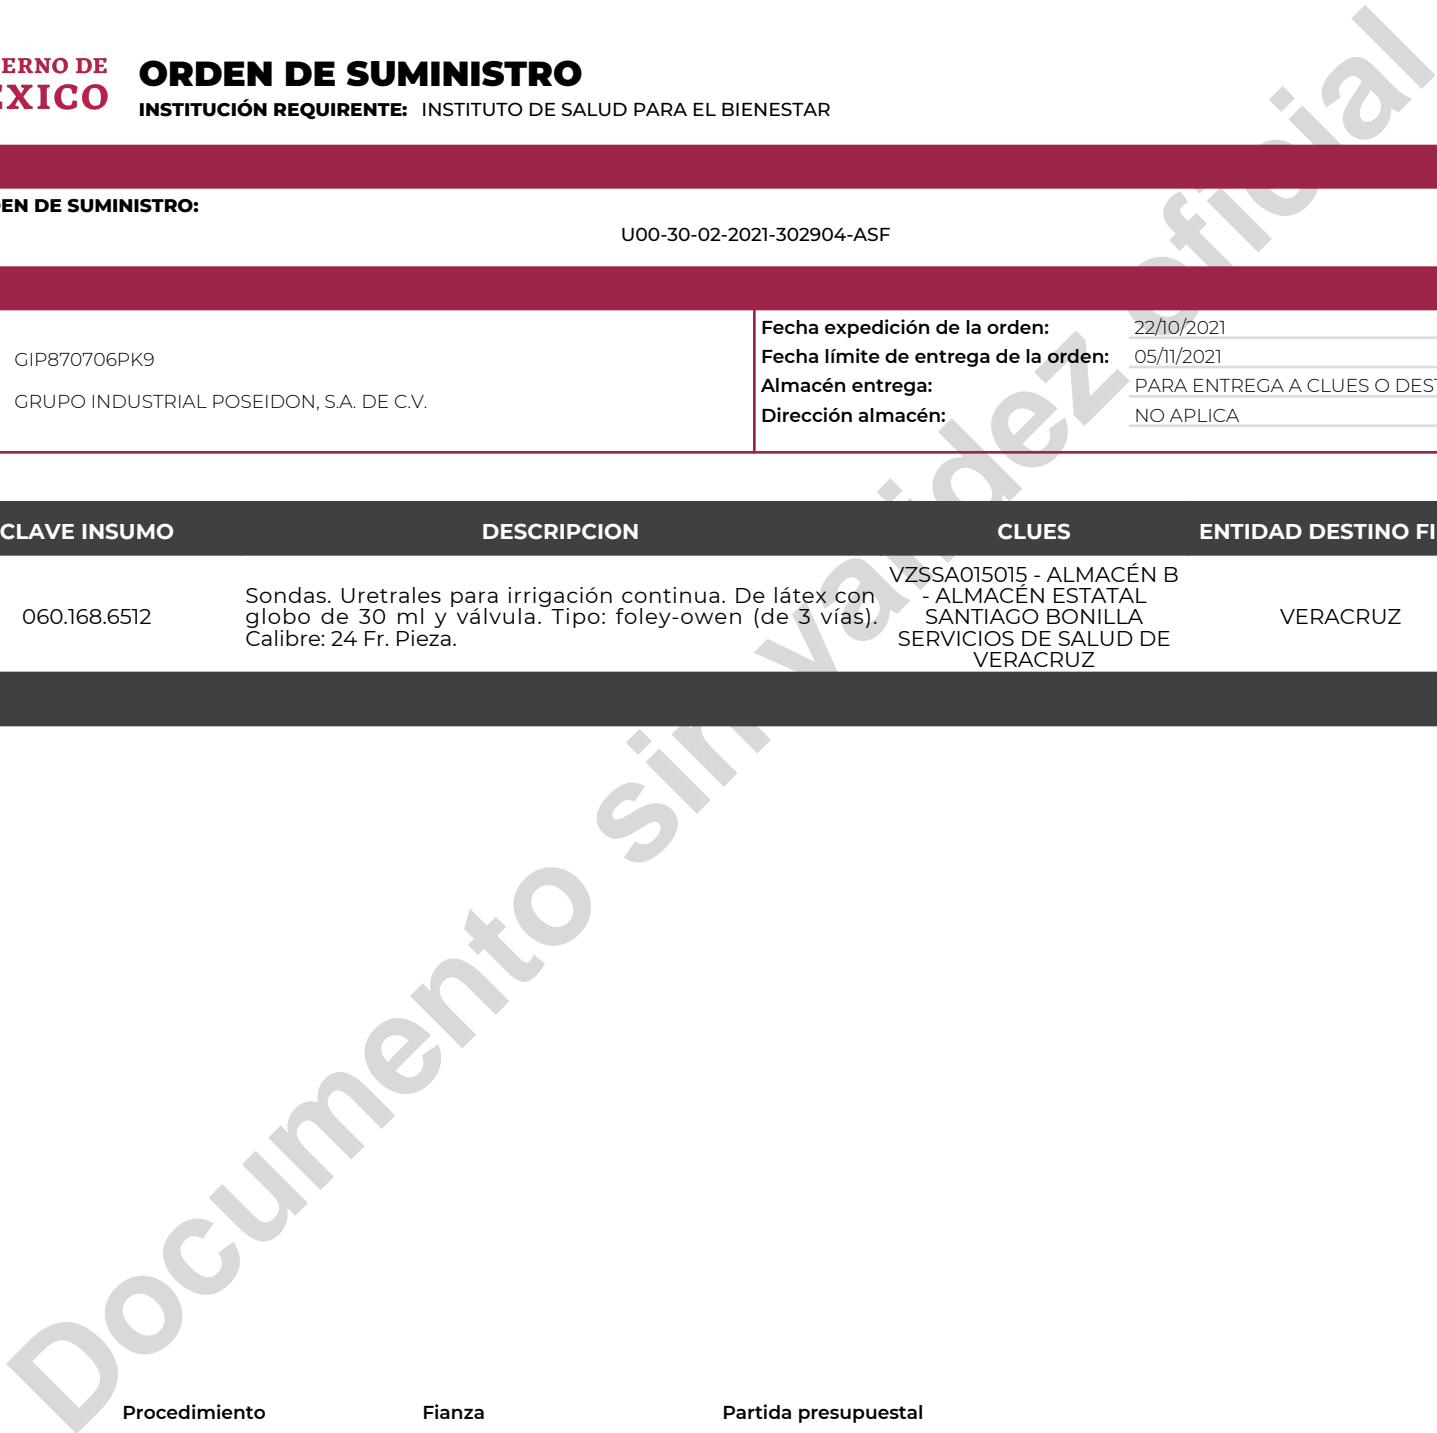 ERNO DE
EXICO
ORDEN DE SUMINISTRO
INSTITUCIÓN REQUIRENTE: INSTITUTO DE SALUD PARA EL BIENESTAR
EN DE SUMINISTRO:
U00-30-02-2021-302904-ASF
GIP870706PK9
GRUPO INDUSTRIAL POSEIDON, S.A. DE C.V.
Fecha expedición de la orden: 22/10/2021
Fecha límite de entrega de la orden: 05/11/2021
Almacén entrega: PARA ENTREGA A CLUES O DEST
Dirección almacén: NO APLICA
CLAVE INSUMO DESCRIPCION CLUES ENTIDAD DESTINO FI
060.168.6512
Sondas. Uretrales para irrigación continua. De látex con
globo de 30 ml y válvula. Tipo: foley-owen (de 3 vías).
Calibre: 24 Fr. Pieza.
VZSSA015015 - ALMACÉN B
- ALMACÉN ESTATAL
SANTIAGO BONILLA
SERVICIOS DE SALUD DE
VERACRUZ
VERACRUZ
Documento sin validez oficial
Procedimiento Fianza Partida presupuestal